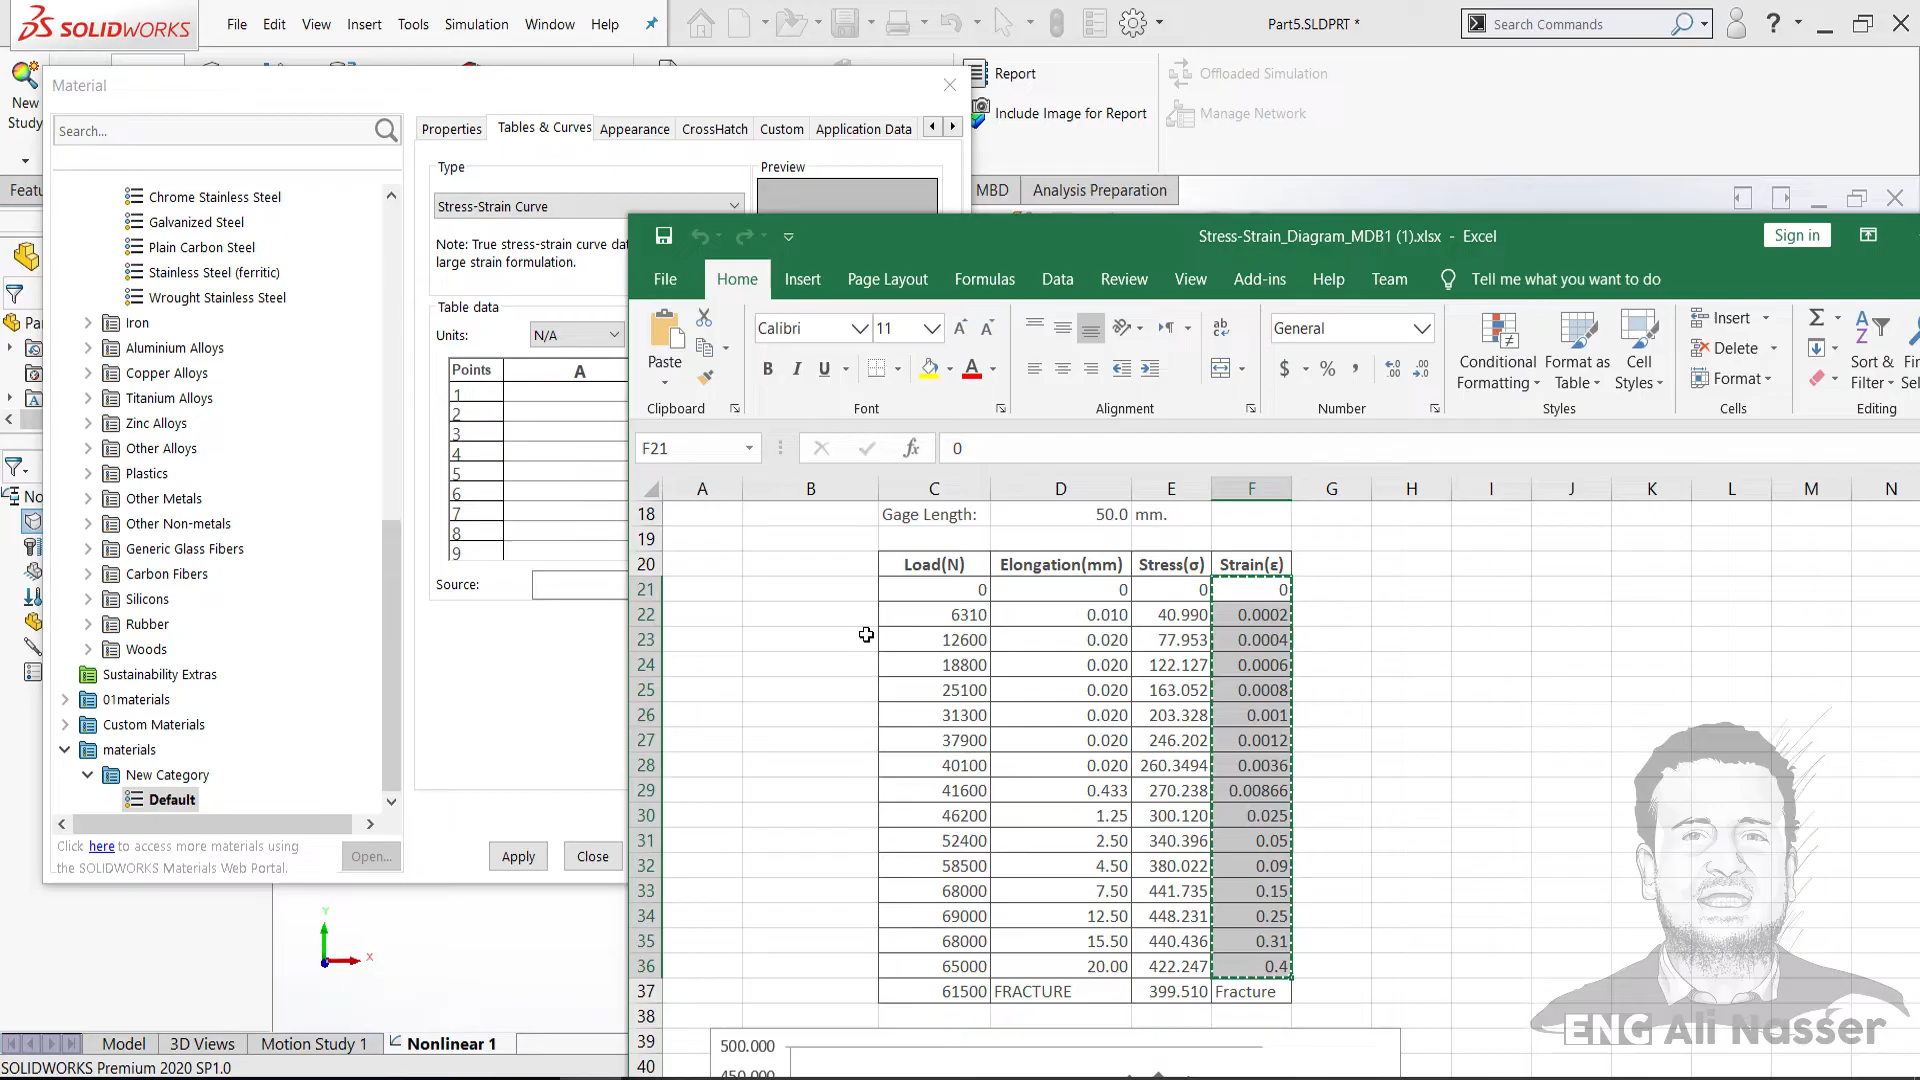 SOLIDWORKS
File Edit View Insert Tools Simulation Window Help
Part5.SLDPRT *
Search Commands
New
Study
Report
Include Image for Report
Offloaded Simulation
Manage Network
MBD
Analysis Preparation
Material
Search...
Chrome Stainless Steel
Galvanized Steel
Plain Carbon Steel
Stainless Steel (ferritic)
Wrought Stainless Steel
Iron
Aluminium Alloys
Copper Alloys
Titanium Alloys
Zinc Alloys
Other Alloys
Plastics
Other Metals
Other Non-metals
Generic Glass Fibers
Carbon Fibers
Silicons
Rubber
Woods
Sustainability Extras
01materials
Custom Materials
materials
New Category
Default
Click here to access more materials using
the SOLIDWORKS Materials Web Portal.
Open...
Properties Tables & Curves Appearance CrossHatch Custom Application Data
Type
Stress-Strain Curve
Preview
Note: True stress-strain curve dat
large strain formulation.
Table data
Units: N/A
Points A
1
2
3
4
5
6
7
8
9
Source:
Apply Close
Stress-Strain_Diagram_MDB1 (1).xlsx - Excel
Sign in
File Home Insert Page Layout Formulas Data Review View Add-ins Help Team Tell me what you want to do
Paste
Calibri 11
General
Conditional Formatting
Format as Table
Cell Styles
Insert
Delete
Format
Sort & Filter
Fin
Sel
Clipboard Font Alignment Number Styles Cells Editing
F21 fx 0
A B C D E F G H I J K L M N
18 Gage Length: 50.0 mm.
19
20 Load(N) Elongation(mm) Stress(σ) Strain(ε)
21 0 0 0 0
22 6310 0.010 40.990 0.0002
23 12600 0.020 77.953 0.0004
24 18800 0.020 122.127 0.0006
25 25100 0.020 163.052 0.0008
26 31300 0.020 203.328 0.001
27 37900 0.020 246.202 0.0012
28 40100 0.020 260.3494 0.0036
29 41600 0.433 270.238 0.00866
30 46200 1.25 300.120 0.025
31 52400 2.50 340.396 0.05
32 58500 4.50 380.022 0.09
33 68000 7.50 441.735 0.15
34 69000 12.50 448.231 0.25
35 68000 15.50 440.436 0.31
36 65000 20.00 422.247 0.4
37 61500 FRACTURE 399.510 Fracture
38
39 500.000
40 450.000
Featu
Par
No
Y
X
Model 3D Views Motion Study 1 Nonlinear 1
SOLIDWORKS Premium 2020 SP1.0
ENG Ali Nasser